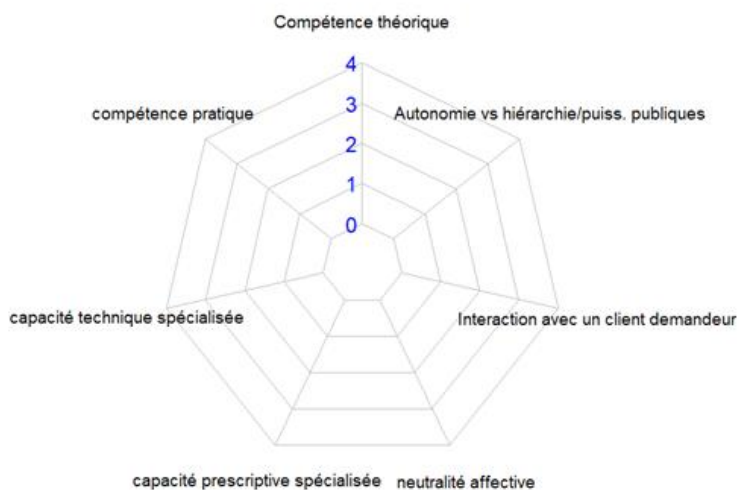 Compétence théorique
4
compétence pratique
3
Autonomie vs hiérarchie/puiss. publiques
2
1
0
capacité technique spécialisée
Interaction avec un client demandeur
capacité prescriptive spécialisée
neutralité affective